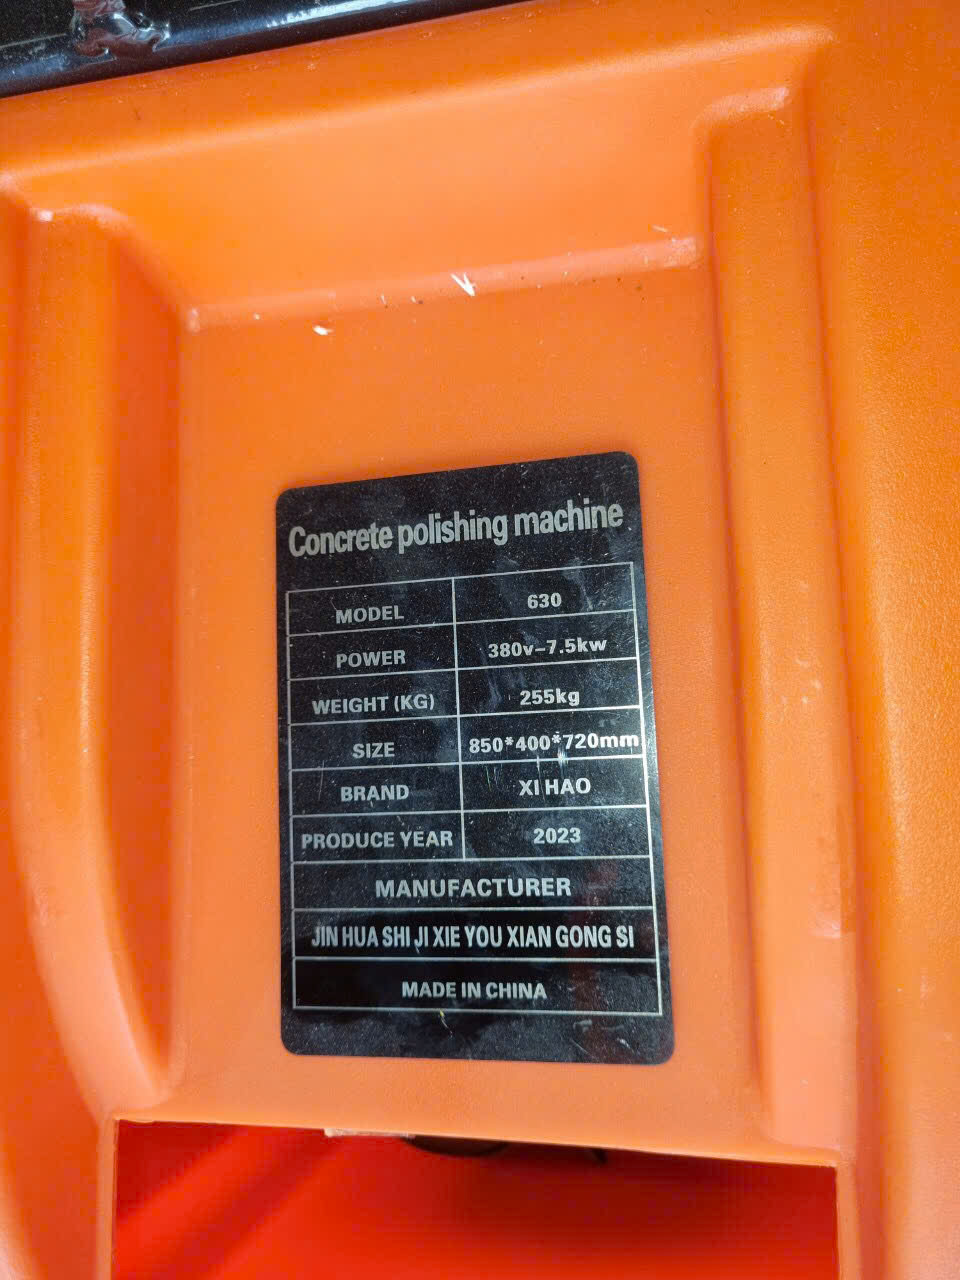 Concrete polishing machine
MODEL 630
POWER 380v-7.5kw
WEIGHT (KG) 255kg
SIZE 850*400*720mm
BRAND XI HAO
PRODUCE YEAR 2023
MANUFACTURER
JIN HUA SHI JI XIE YOU XIAN GONG SI
MADE IN CHINA